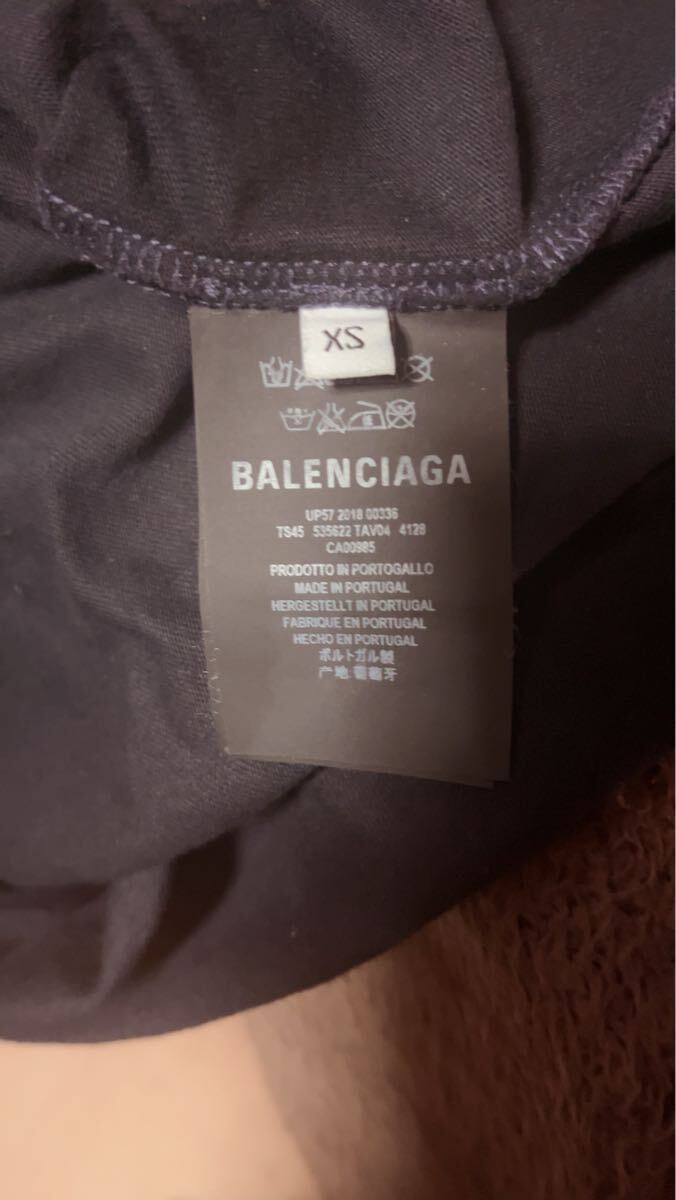 XS
BALENCIAGA
UP57 2018 00336
TS45 535622 TAV04 4128
CA00985
PRODOTTO IN PORTOGALLO
MADE IN PORTUGAL
HERGESTELLT IN PORTUGAL
FABRIQUE EN PORTUGAL
HECHO EN PORTUGAL
ポルトガル製
产地:葡萄牙